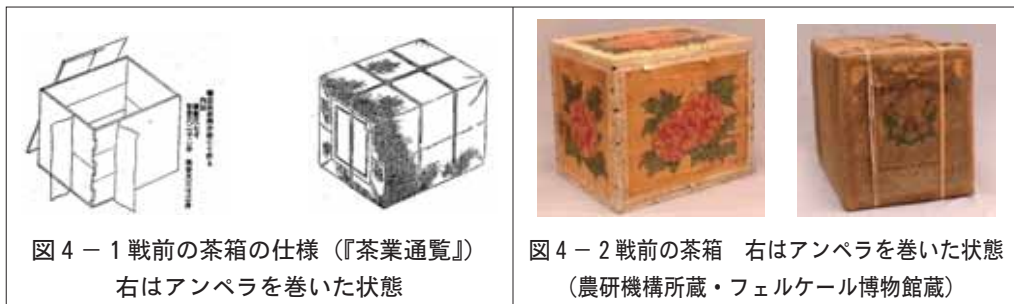 図4－1戦前の茶箱の仕様（『茶業通覧』）
右はアンペラを巻いた状態
図4－2戦前の茶箱　右はアンペラを巻いた状態
（農研機構所蔵・フェルケール博物館蔵）